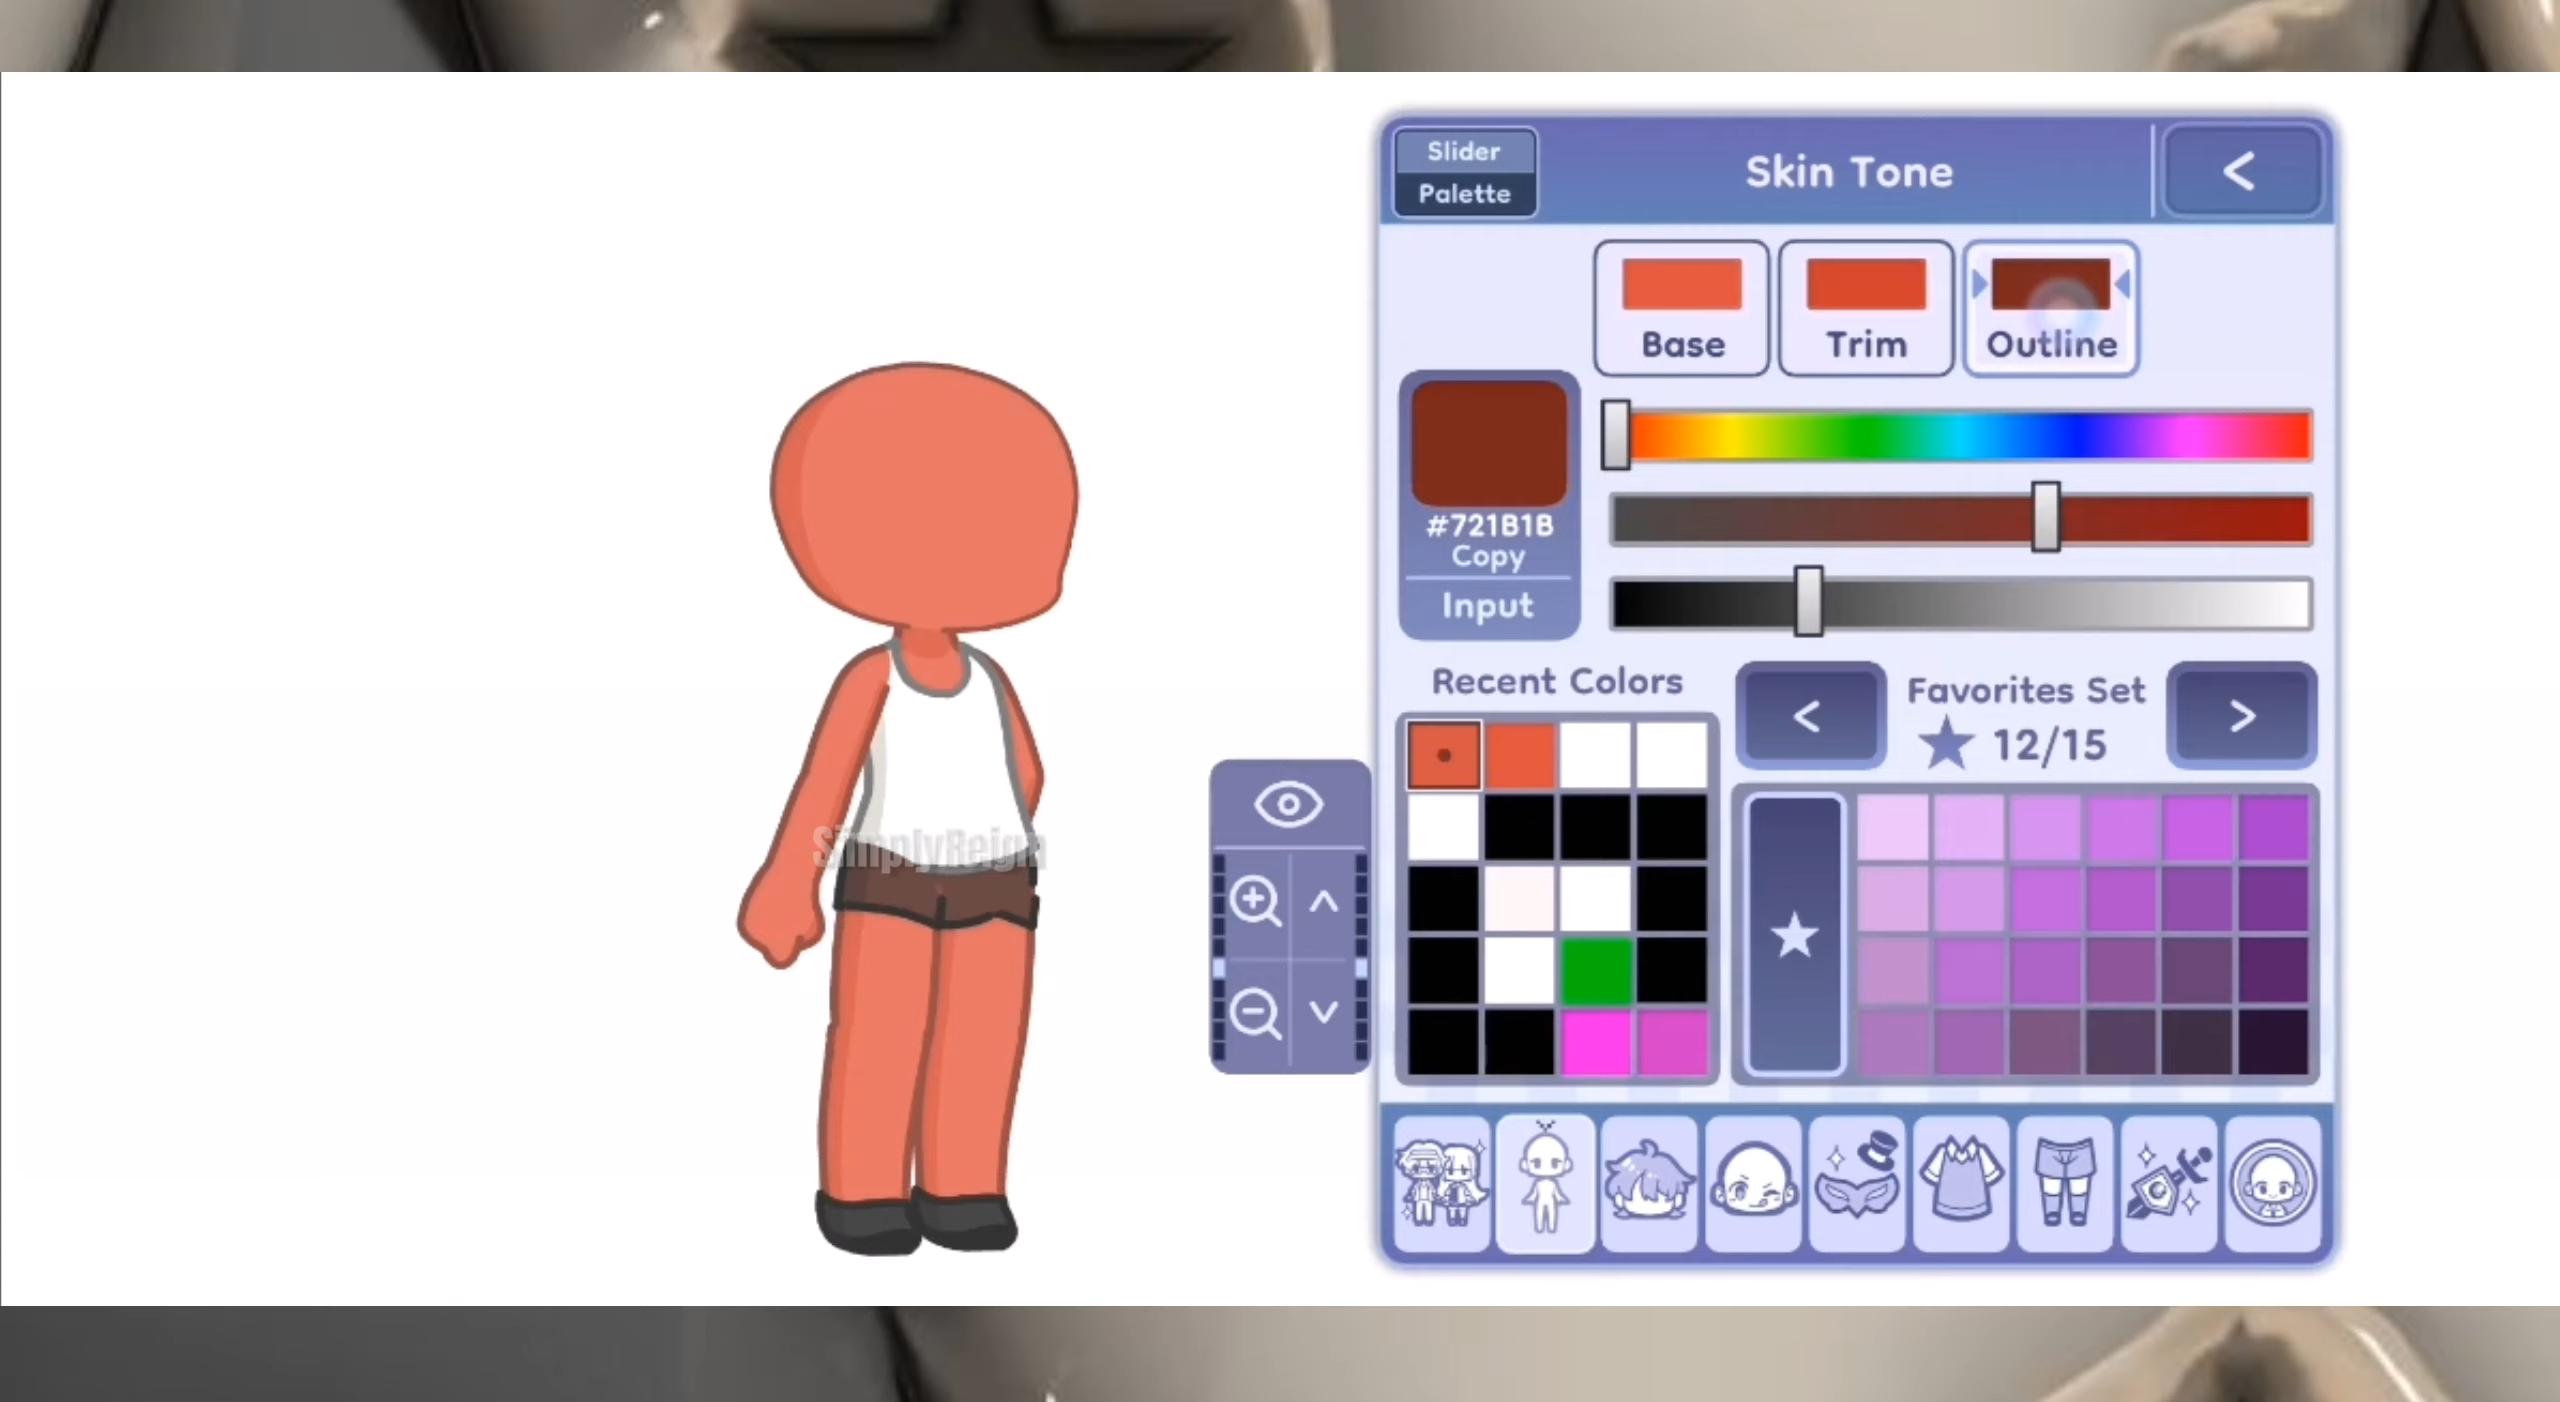 Slider
Palette
Skin Tone
<
Base
Trim
Outline
#721B1B
Copy
Input
Recent Colors
<
Favorites Set
12/15
>
SimplyReign